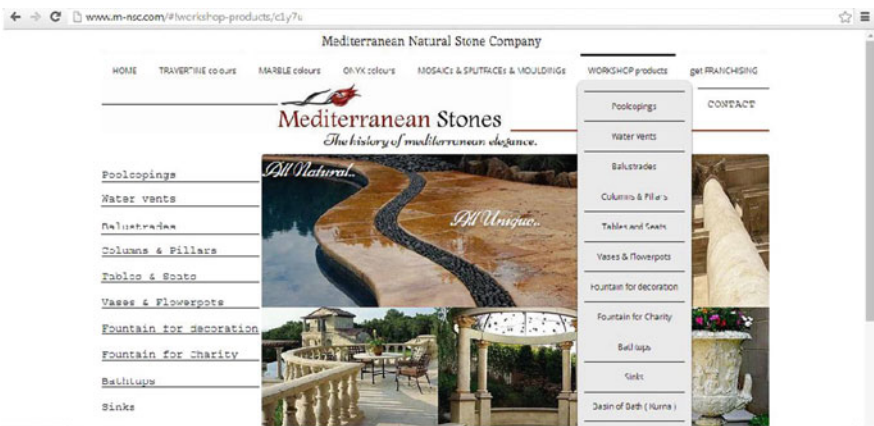 www.m-nsc.com/#!workshop-products/c1y7u
Mediterranean Natural Stone Company
HOME TRAVERTINE colours MARBLE colours ONYX colours MOSAICs & SPLITFACEs & MOULDINGs WORKSHOP products get FRANCHISING
CONTACT
Mediterranean Stones
The history of mediterranean elegance.
Poolcopings
Water vents
Balustrades
Columns & Pillars
Tables and Seats
Vases & Flowerpots
Fountain for decoration
Fountain for Charity
Bathtups
Sinks
Basin of Bath ( Kurna )
Poolcopings
Water vents
Balustrades
Columns & Pillars
Tables & Seats
Vases & Flowerpots
Fountain for decoration
Fountain for Charity
Bathtups
Sinks
All Natural..
All Unique..